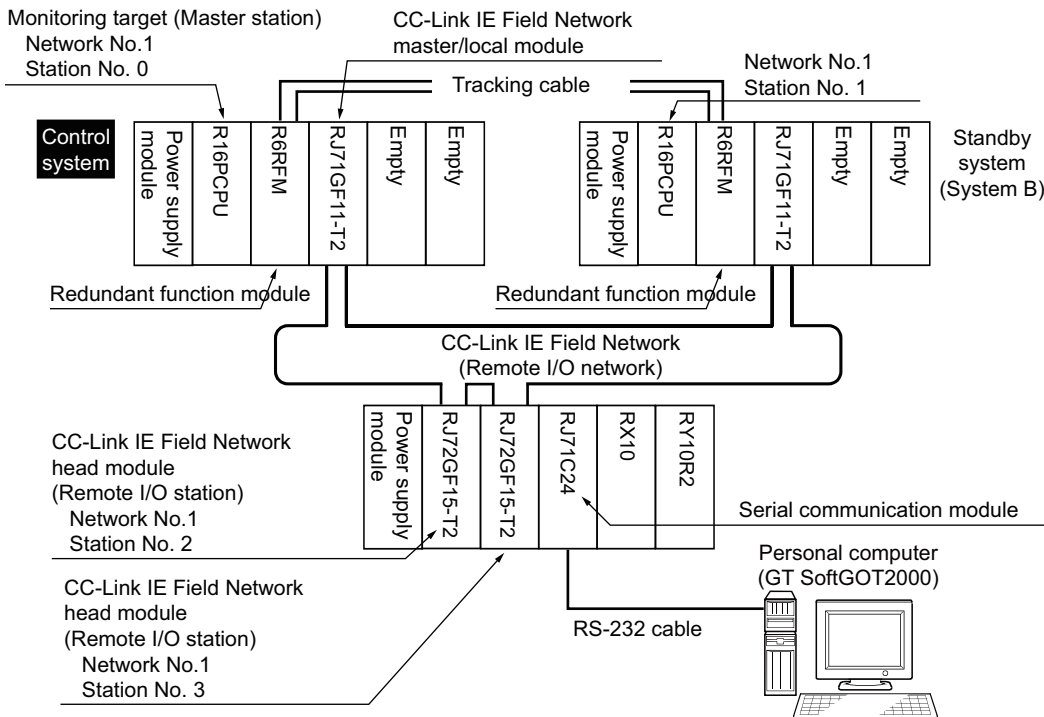 Monitoring target (Master station)
Network No.1
Station No. 0
CC-Link IE Field Network
master/local module
Tracking cable
Network No.1
Station No. 1
Control
system
Power supply
module
R16PCPU
R6RFM
RJ71GF11-T2
Empty
Empty
Power supply
module
R16PCPU
R6RFM
RJ71GF11-T2
Empty
Empty
Standby
system
(System B)
Redundant function module
Redundant function module
CC-Link IE Field Network
(Remote I/O network)
CC-Link IE Field Network
head module
(Remote I/O station)
Network No.1
Station No. 2
Power supply
module
RJ72GF15-T2
RJ72GF15-T2
RJ71C24
RX10
RY10R2
Serial communication module
CC-Link IE Field Network
head module
(Remote I/O station)
Network No.1
Station No. 3
RS-232 cable
Personal computer
(GT SoftGOT2000)